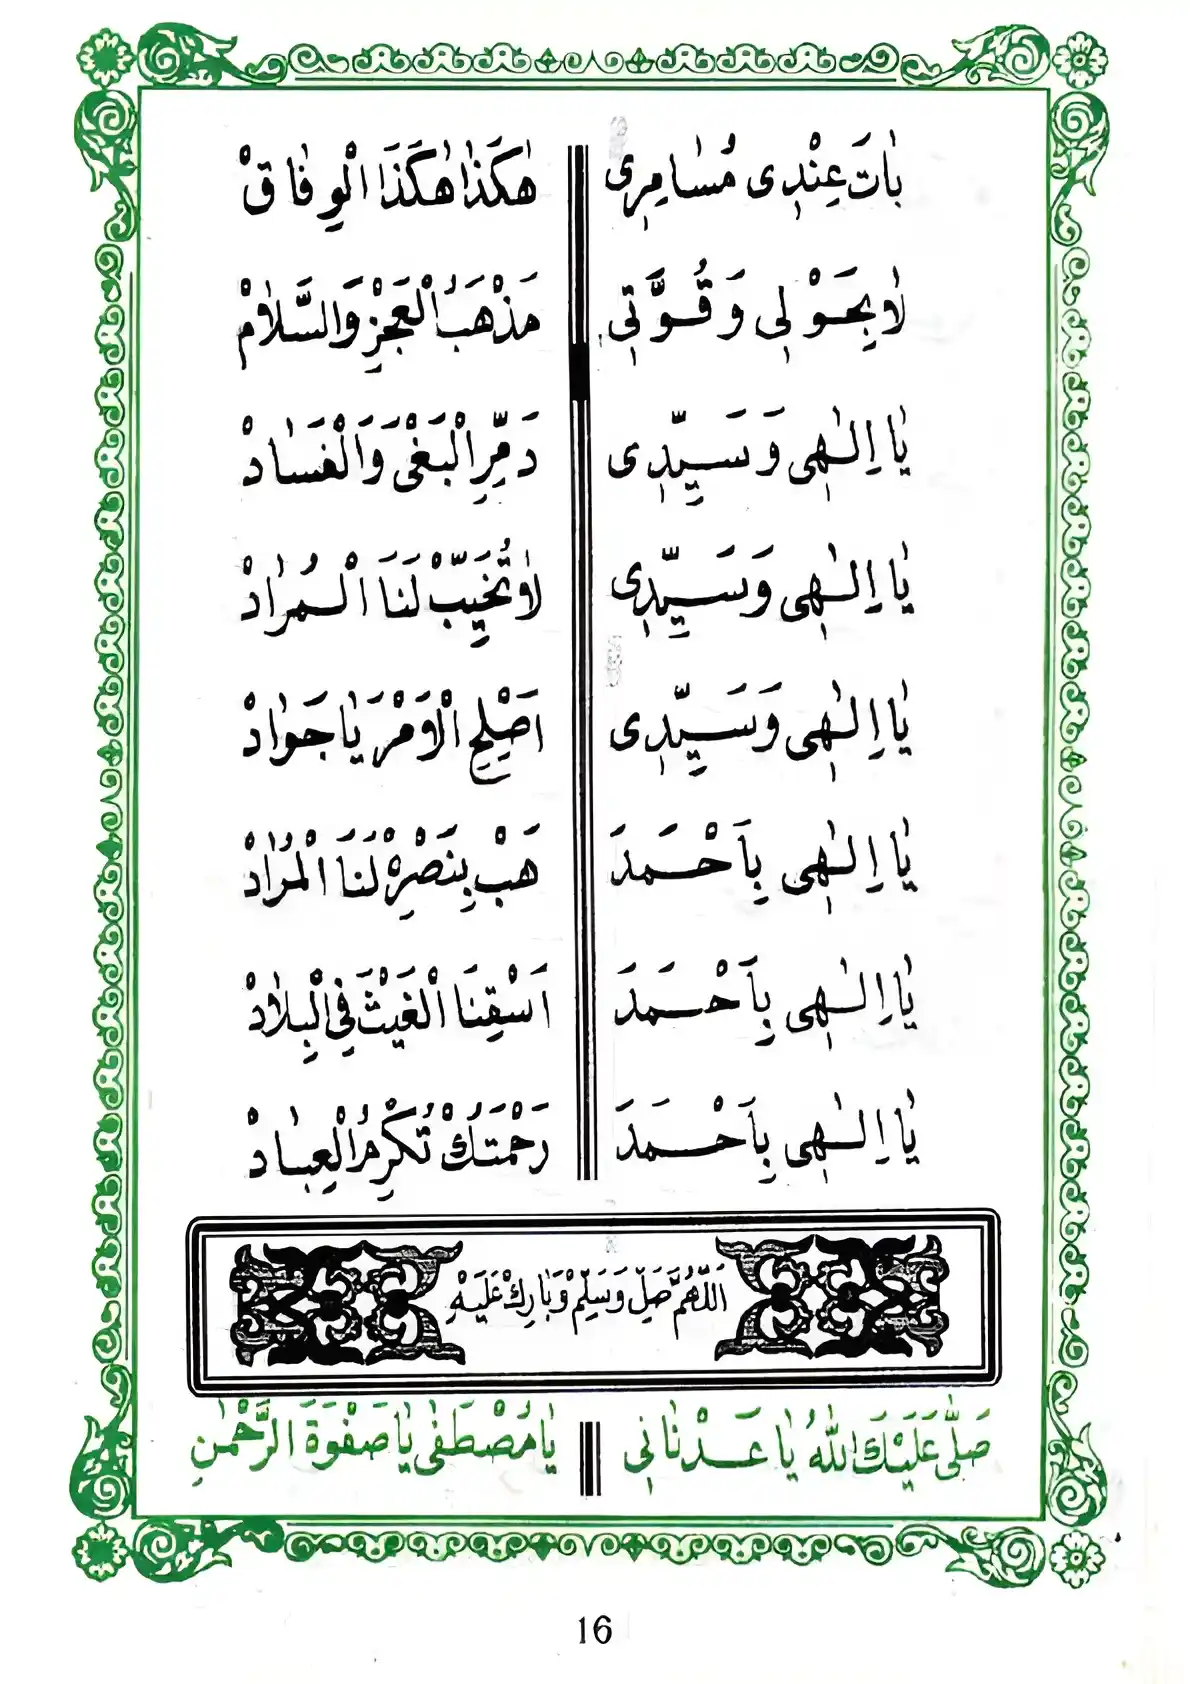 بَاتَ عِنْدِى مُسَامِرِى هٰكَذَا هٰكَذَا الْوِفَاقْ
لَا بِحَوْلِى وَقُوَّتِى مَذْهَبُ الْعَجْزِ وَالسَّلَامْ
يَا اِلٰهِى وَسَيِّدِى دَمِّرِ الْبَغْىَ وَالْفَسَادْ
يَا اِلٰهِى وَسَيِّدِى لَا تُخَيِّبْ لَنَا الْمُرَادْ
يَا اِلٰهِى وَسَيِّدِى اَصْلِحِ الْاَمْرَ يَا جَوَادْ
يَا اِلٰهِى بِاَحْمَدَ هَبْ بِنَصْرِهْ لَنَا الْمُرَادْ
يَا اِلٰهِى بِاَحْمَدَ اَسْقِنَا الْغَيْثَ فِى الْبِلَادْ
يَا اِلٰهِى بِاَحْمَدَ رَحْمَتَكْ تُكْرِمُ الْعِبَادْ
اَللّٰهُمَّ صَلِّ وَسَلِّمْ وَبَارِكْ عَلَيْهْ
صَلَّى عَلَيْكَ اللهُ يَا عَدْنَانِى يَا مُصْطَفٰى يَا صَفْوَةَ الرَّحْمٰنِ
16